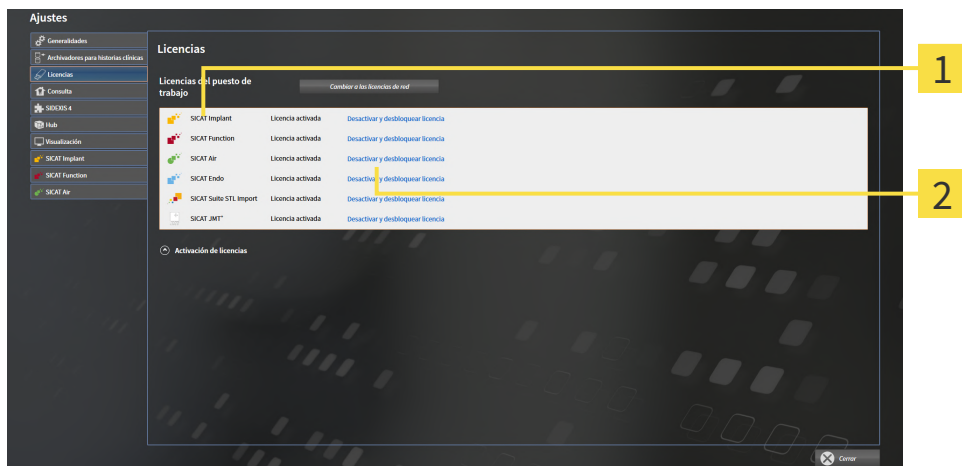 Ajustes
Generalidades
Archivadores para historias clínicas
Licencias
Consulta
SIDEXIS 4
Hub
Visualización
SICAT Implant
SICAT Function
SICAT Air
Licencias
Licencias del puesto de trabajo
Cambiar a las licencias de red
SICAT Implant Licencia activada Desactivar y desbloquear licencia
SICAT Function Licencia activada Desactivar y desbloquear licencia
SICAT Air Licencia activada Desactivar y desbloquear licencia
SICAT Endo Licencia activada Desactivar y desbloquear licencia
SICAT Suite STL Import Licencia activada Desactivar y desbloquear licencia
SICAT JMT⁺ Licencia activada Desactivar y desbloquear licencia
Activación de licencias
Cerrar
1
2